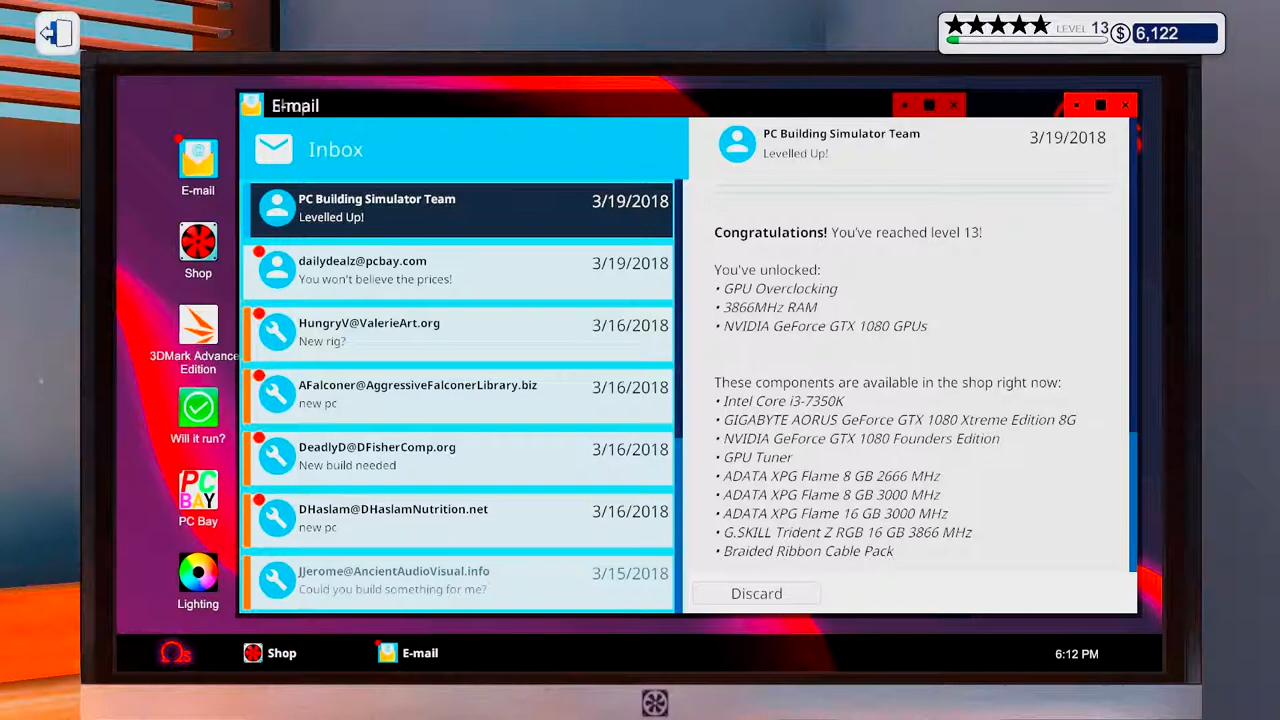 LEVEL 13
$ 6,122
E-mail
Inbox
PC Building Simulator Team
3/19/2018
Levelled Up!
dailydealz@pcbay.com
3/19/2018
You won't believe the prices!
HungryV@ValerieArt.org
3/16/2018
New rig?
AFalconer@AggressiveFalconerLibrary.biz
3/16/2018
new pc
DeadlyD@DFisherComp.org
3/16/2018
New build needed
DHaslam@DHaslamNutrition.net
3/16/2018
new pc
JJerome@AncientAudioVisual.info
3/15/2018
Could you build something for me?
PC Building Simulator Team
3/19/2018
Levelled Up!
Congratulations! You've reached level 13!
You've unlocked:
• GPU Overclocking
• 3866MHz RAM
• NVIDIA GeForce GTX 1080 GPUs
These components are available in the shop right now:
• Intel Core i3-7350K
• GIGABYTE AORUS GeForce GTX 1080 Xtreme Edition 8G
• NVIDIA GeForce GTX 1080 Founders Edition
• GPU Tuner
• ADATA XPG Flame 8 GB 2666 MHz
• ADATA XPG Flame 8 GB 3000 MHz
• ADATA XPG Flame 16 GB 3000 MHz
• G.SKILL Trident Z RGB 16 GB 3866 MHz
• Braided Ribbon Cable Pack
Discard
E-mail
Shop
3DMark Advance
Edition
Will it run?
PC
BAY
PC Bay
Lighting
Ωs
Shop
E-mail
6:12 PM